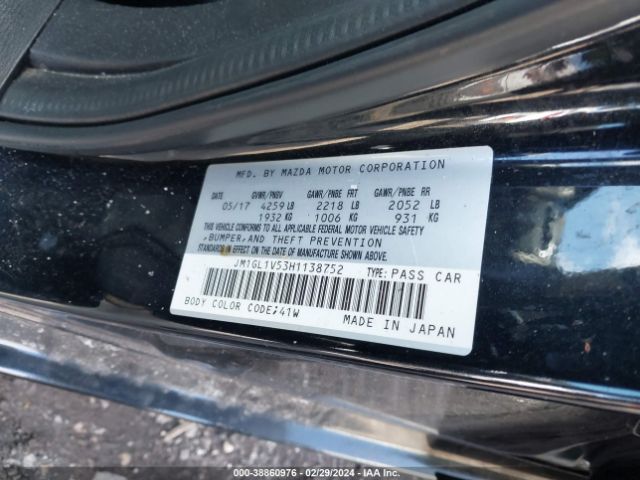 MFD. BY MAZDA MOTOR CORPORATION
DATE GVWR/PNBV GAWR/PNBE FRT GAWR/PNBE RR
05/17 4259 LB 2218 LB 2052 LB
1932 KG 1006 KG 931 KG
THIS VEHICLE CONFORMS TO ALL APPLICABLE FEDERAL MOTOR VEHICLE SAFETY
,BUMPER,AND THEFT PREVENTION
STANDARDS IN EFFECT ON THE DATE OF MANUFACTURE SHOWN ABOVE.
JM1GL1V53H1138752 TYPE: PASS CAR
BODY COLOR CODE:41W MADE IN JAPAN
000-38860976 - 02/29/2024 - IAA Inc.